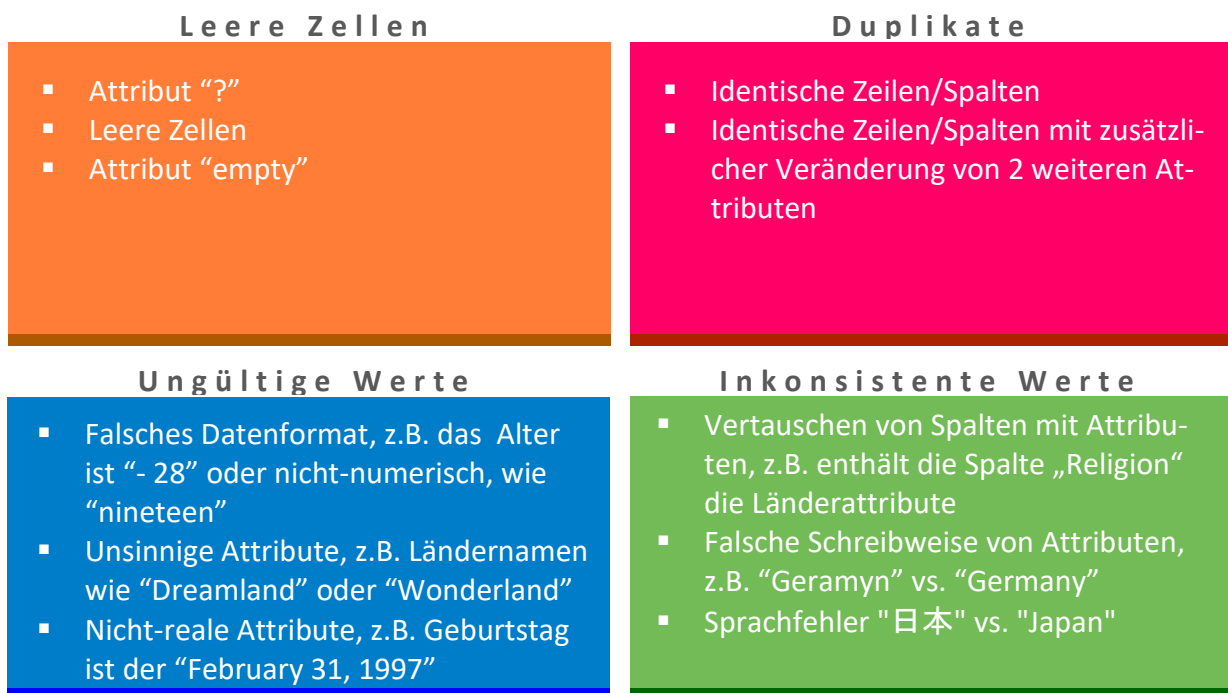 Leere Zellen
▪ Attribut “?”
▪ Leere Zellen
▪ Attribut “empty”
Duplikate
▪ Identische Zeilen/Spalten
▪ Identische Zeilen/Spalten mit zusätzli-
cher Veränderung von 2 weiteren At-
tributen
Ungültige Werte
▪ Falsches Datenformat, z.B. das Alter
ist “- 28” oder nicht-numerisch, wie
“nineteen”
▪ Unsinnige Attribute, z.B. Ländernamen
wie “Dreamland” oder “Wonderland”
▪ Nicht-reale Attribute, z.B. Geburtstag
ist der “February 31, 1997”
Inkonsistente Werte
▪ Vertauschen von Spalten mit Attribu-
ten, z.B. enthält die Spalte „Religion“
die Länderattribute
▪ Falsche Schreibweise von Attributen,
z.B. “Geramyn” vs. “Germany”
▪ Sprachfehler "日本" vs. "Japan"